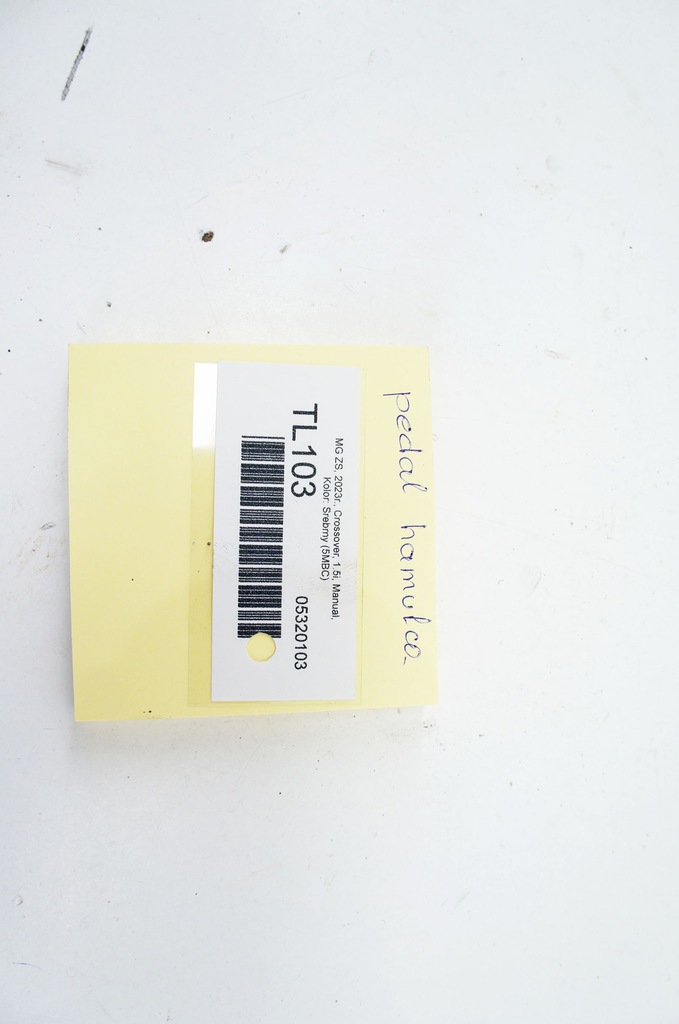 pedal hamulca
MG ZS, 2023r., Crossover, 1.5i, Manual,
Kolor: Srebrny (5MBC)
TL103
05320103